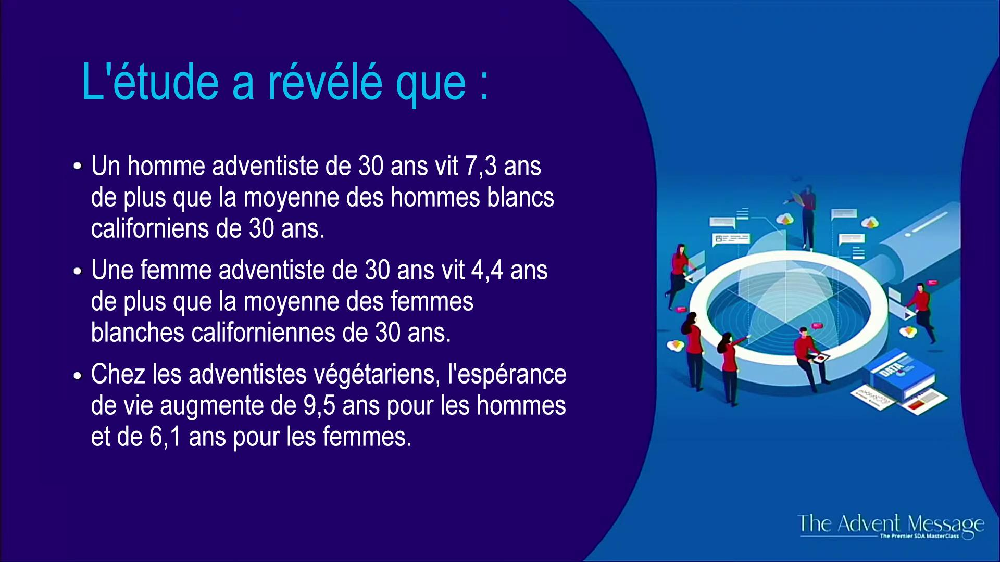 L'étude a révélé que :
• Un homme adventiste de 30 ans vit 7,3 ans
de plus que la moyenne des hommes blancs
californiens de 30 ans.
• Une femme adventiste de 30 ans vit 4,4 ans
de plus que la moyenne des femmes
blanches californiennes de 30 ans.
• Chez les adventistes végétariens, l'espérance
de vie augmente de 9,5 ans pour les hommes
et de 6,1 ans pour les femmes.
DATA
The Advent Message
The Premier SDA MasterClass